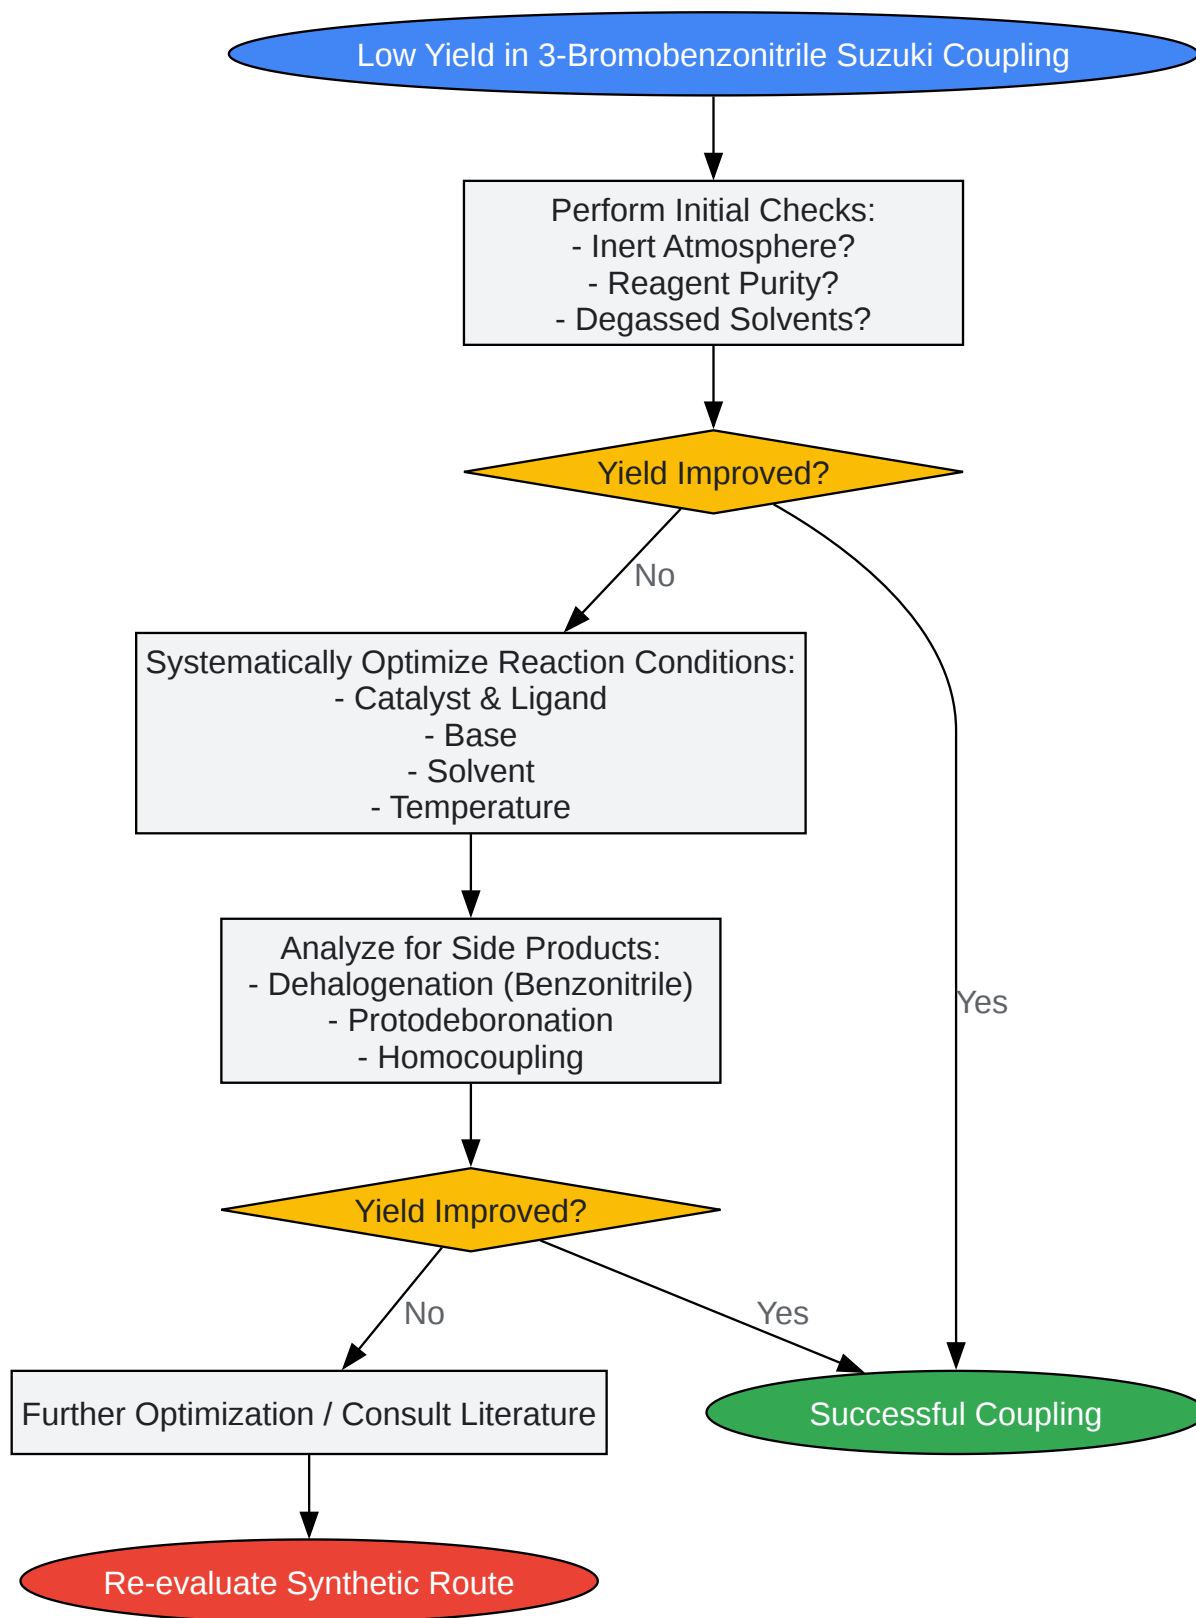 Low Yield in 3-Bromobenzonitrile Suzuki Coupling
Perform Initial Checks:
- Inert Atmosphere?
- Reagent Purity?
- Degassed Solvents?
Yield Improved?
No
Systematically Optimize Reaction Conditions:
- Catalyst & Ligand
- Base
- Solvent
- Temperature
Analyze for Side Products:
- Dehalogenation (Benzonitrile)
- Protodeboronation
- Homocoupling
Yes
Yield Improved?
No
Yes
Further Optimization / Consult Literature
Successful Coupling
Re-evaluate Synthetic Route